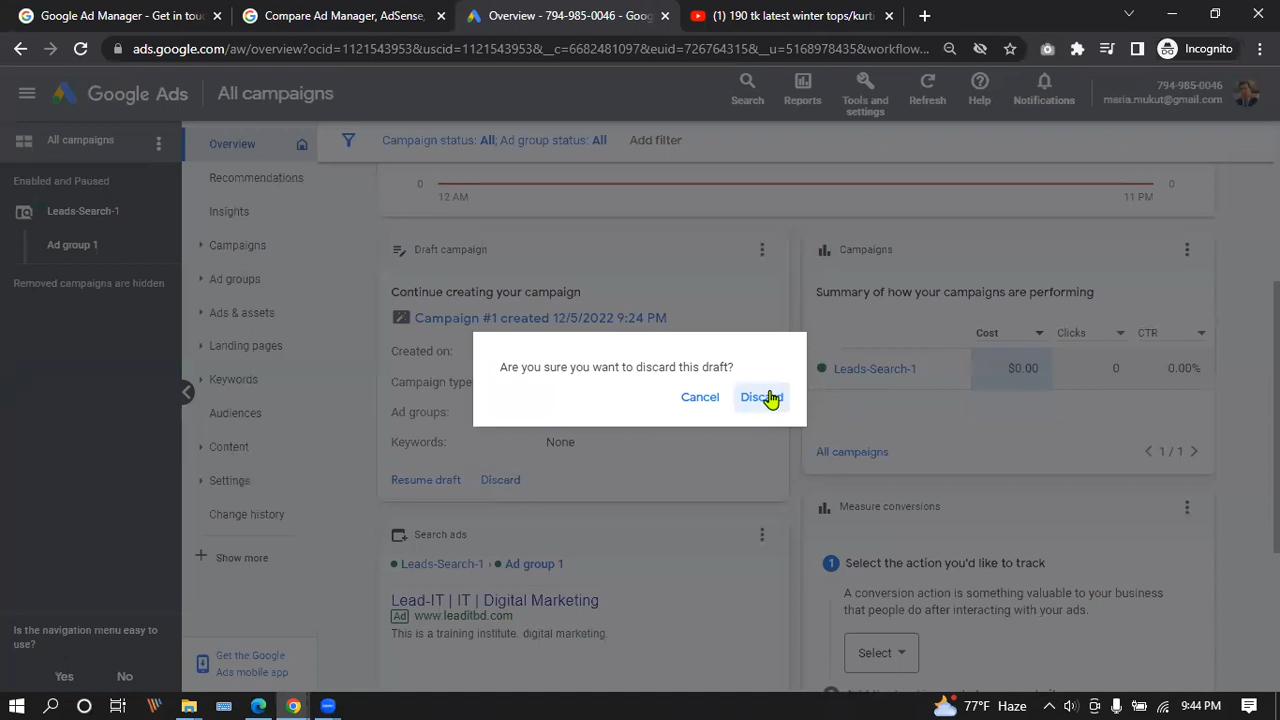 Ad Manager - Get in touc
Compare Ad Manager, AdSense,
Overview - 794-985-0046 - Goog
(1) 190 tk latest winter tops/kurti
ads.google.com/aw/overview?ocid=11215439538&uscid=11215439538&__c=6682481097&euid=726764315&__u=5168978435&workflow...
Incognito
Google Ads
All campaigns
Search
Reports
Tools and settings
Refresh
Help
Notifications
794-985-0046
maria.mukut@gmail.com
All campaigns
Enabled and Paused
Leads-Search-1
Ad group 1
Removed campaigns are hidden
Is the navigation menu easy to use?
Yes
No
Overview
Recommendations
Insights
Campaigns
Ad groups
Ads & assets
Landing pages
Keywords
Audiences
Content
Settings
Change history
Show more
Get the Google Ads mobile app
Campaign status: All; Ad group status: All
Add filter
0
0
12 AM
11 PM
Draft campaign
Continue creating your campaign
Campaign #1 created 12/5/2022 9:24 PM
Created on:
Campaign type
Ad groups:
Keywords:
None
Resume draft
Discard
Are you sure you want to discard this draft?
Cancel
Discard
Campaigns
Summary of how your campaigns are performing
Cost
Clicks
CTR
Leads-Search-1
$0.00
0
0.00%
All campaigns
1 / 1
Search ads
Leads-Search-1 › Ad group 1
Lead-IT | IT | Digital Marketing
Ad www.leaditbd.com
This is a training institute. digital marketing.
Measure conversions
1 Select the action you'd like to track
A conversion action is something valuable to your business
that people do after interacting with your ads.
Select
77°F Haze
9:44 PM